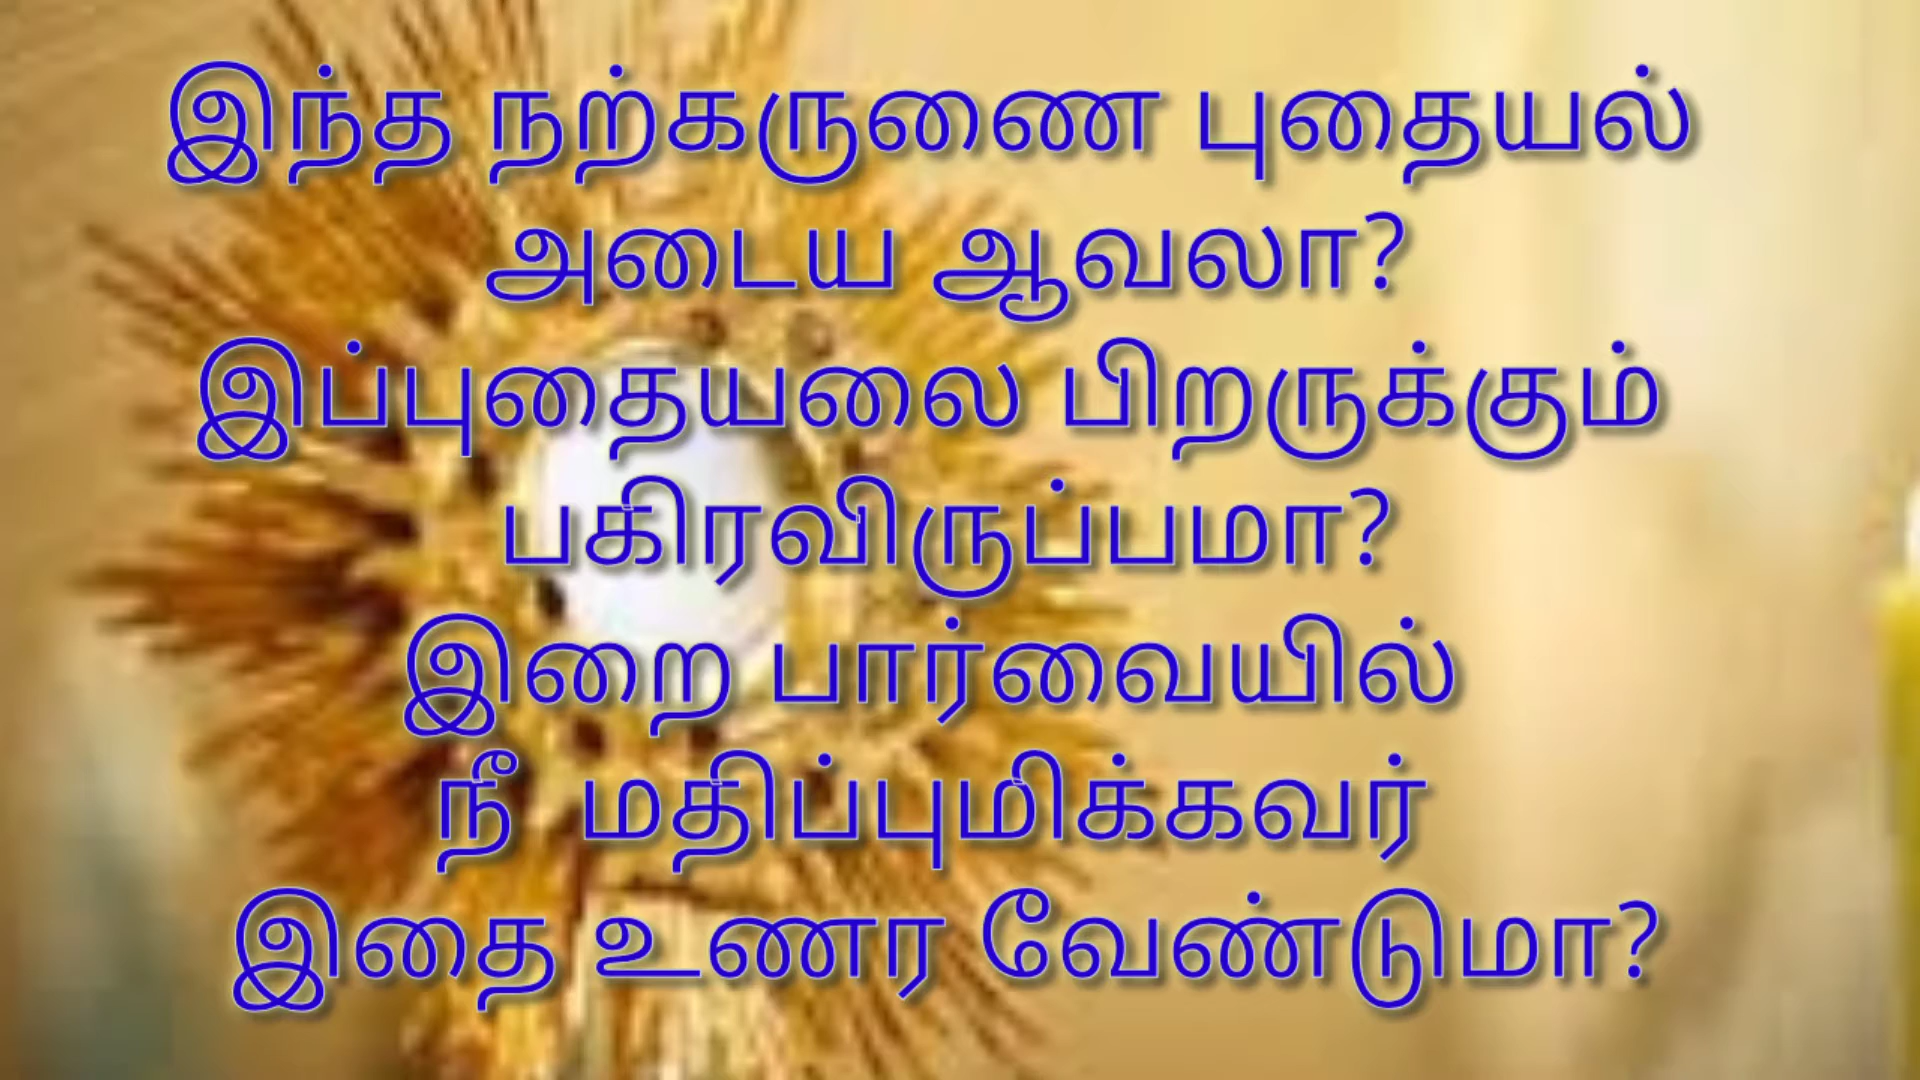 இந்த நற்கருணை புதையல்
அடைய ஆவலா?
இப்புதையலை பிறருக்கும்
பகிரவிருப்பமா?
இறை பார்வையில்
நீ மதிப்புமிக்கவர்
இதை உணர வேண்டுமா?